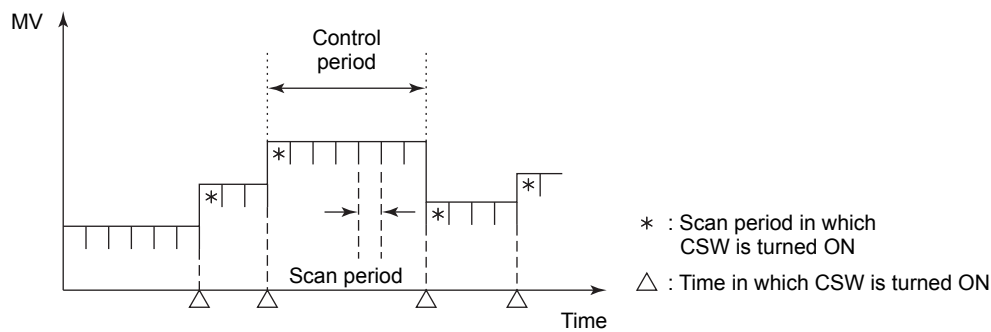 MV
Control
period
*
*
*
*
Scan period
Time
* : Scan period in which
CSW is turned ON
△ : Time in which CSW is turned ON